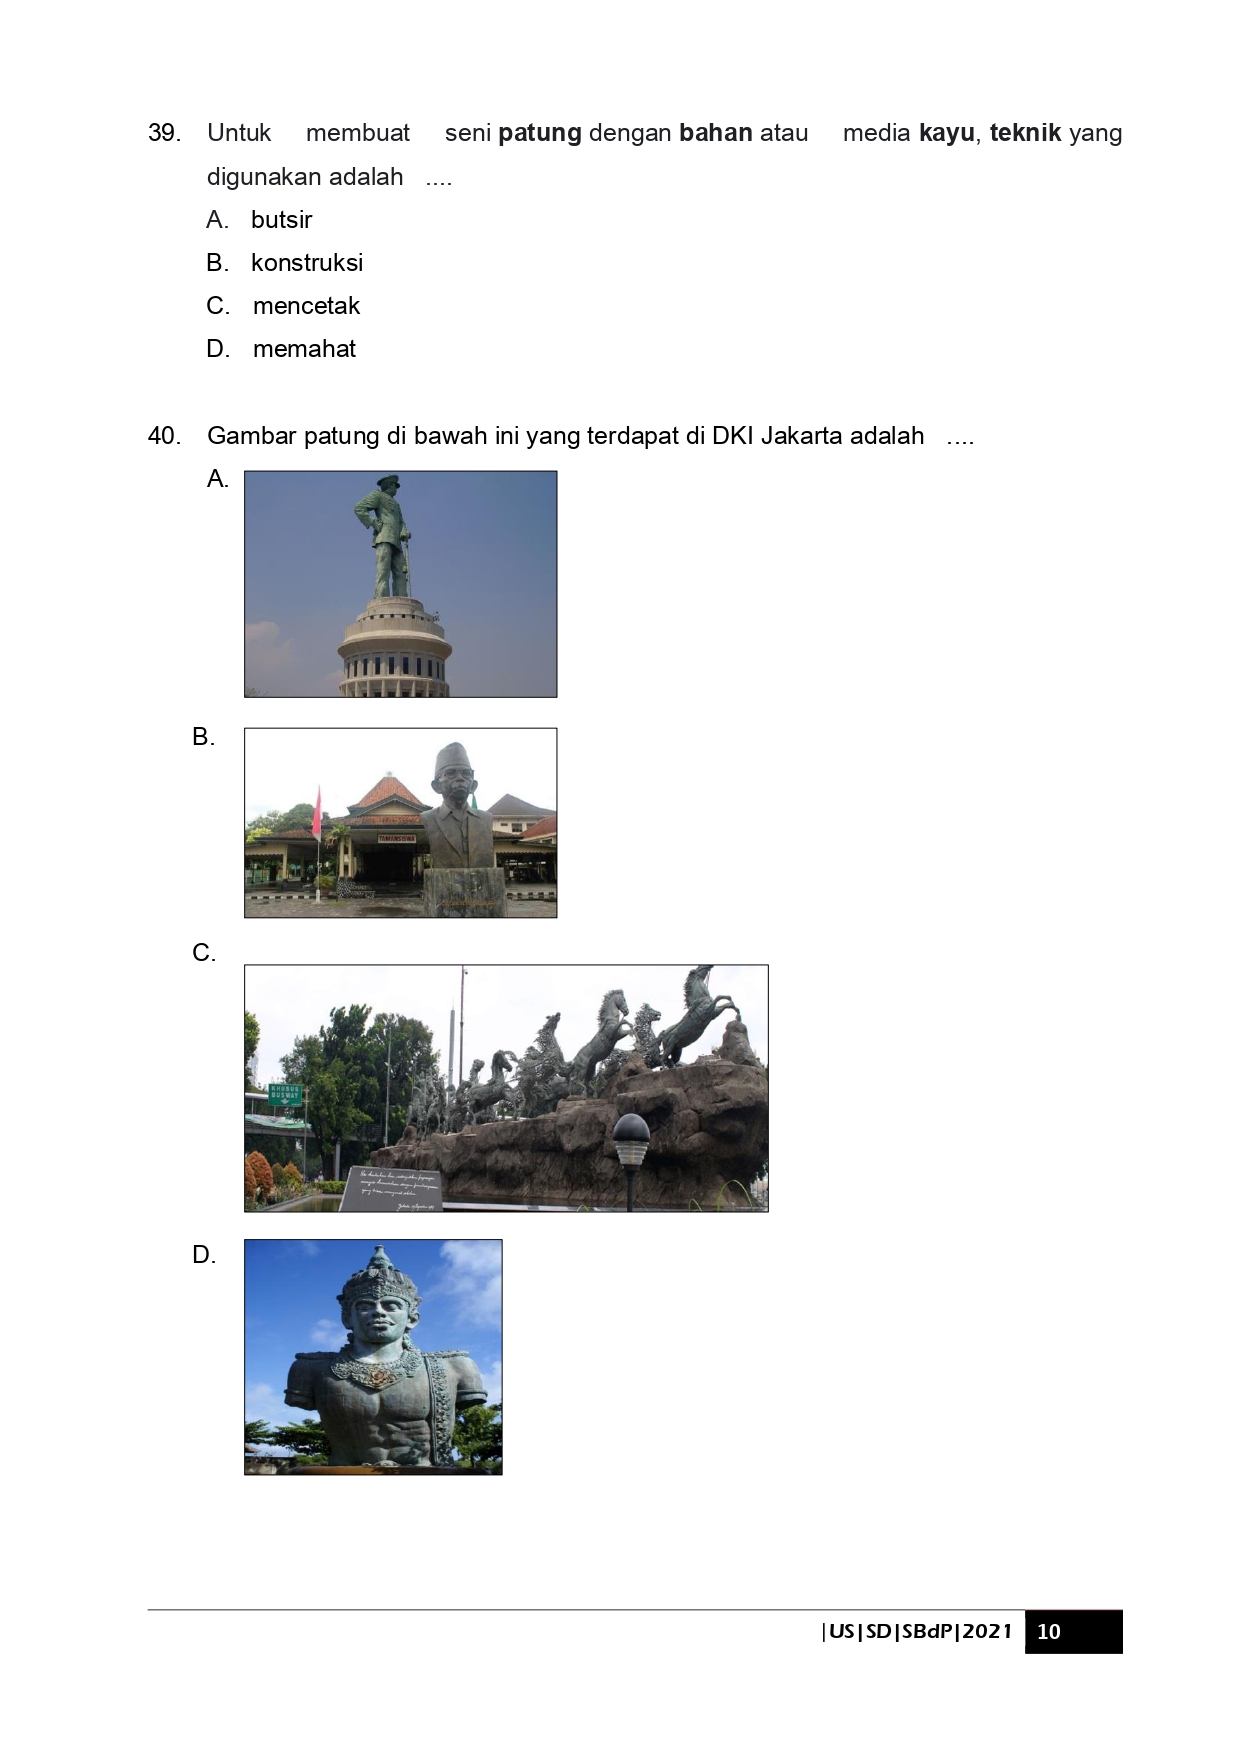 39. Untuk membuat seni patung dengan bahan atau media kayu, teknik yang
digunakan adalah ....
A. butsir
B. konstruksi
C. mencetak
D. memahat
40. Gambar patung di bawah ini yang terdapat di DKI Jakarta adalah ....
A.
B.
TAMANSISWA
C.
KHUSUS
BUSWAY
D.
|US|SD|SBdP|2021 10